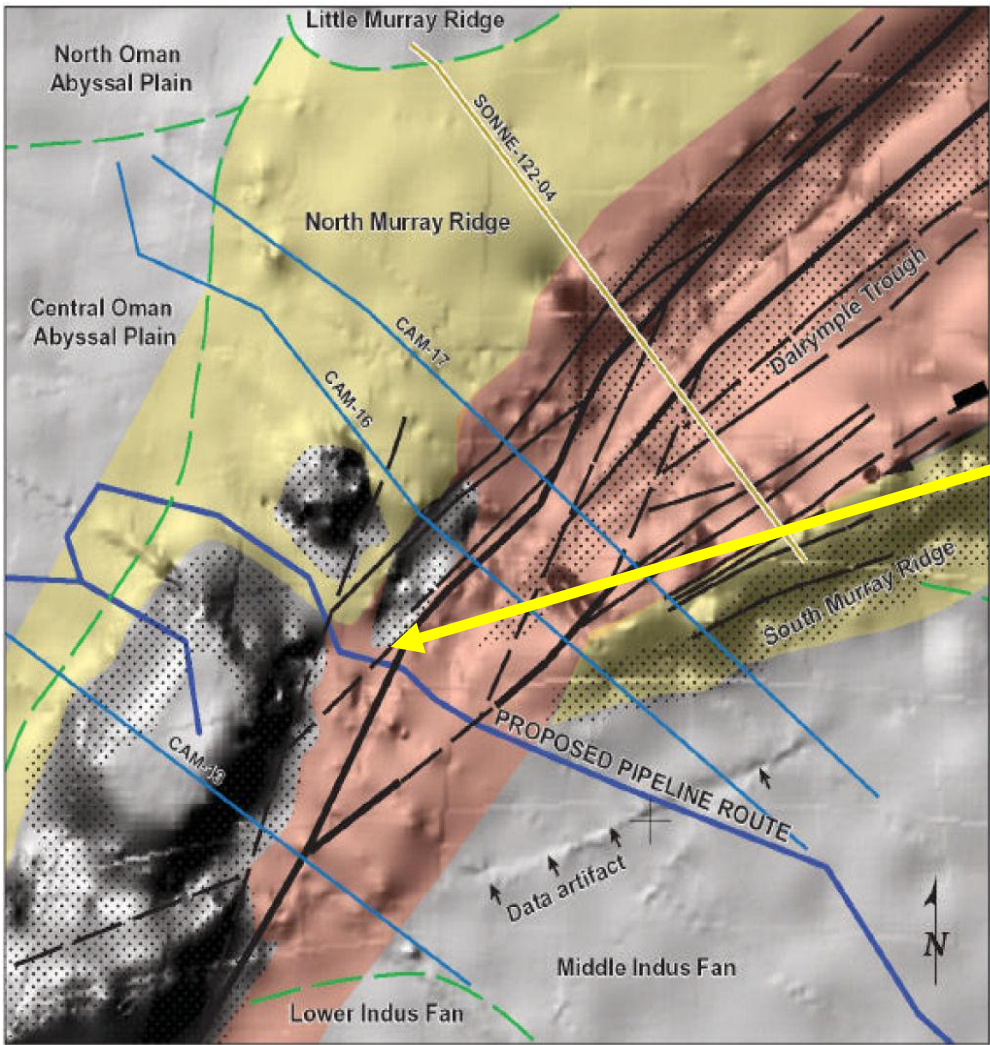 Little Murray Ridge
North Oman
Abyssal Plain
SONNE-122-04
North Murray Ridge
Central Oman
Abyssal Plain
Dalrymple Trough
CAM-17
CAM-16
South Murray Ridge
CAM-13
PROPOSED PIPELINE ROUTE
Data artifact
N
Middle Indus Fan
Lower Indus Fan